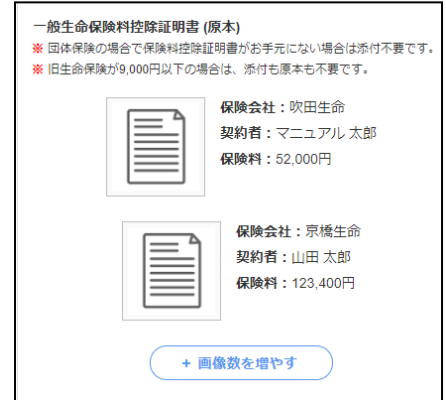 一般生命保険料控除証明書 (原本)
※ 団体保険の場合で保険料控除証明書がお手元にない場合は添付不要です。
※ 旧生命保険が9,000円以下の場合は、添付も原本も不要です。
保険会社：吹田生命
契約者：マニュアル 太郎
保険料：52,000円
保険会社：京橋生命
契約者：山田 太郎
保険料：123,400円
+ 画像数を増やす